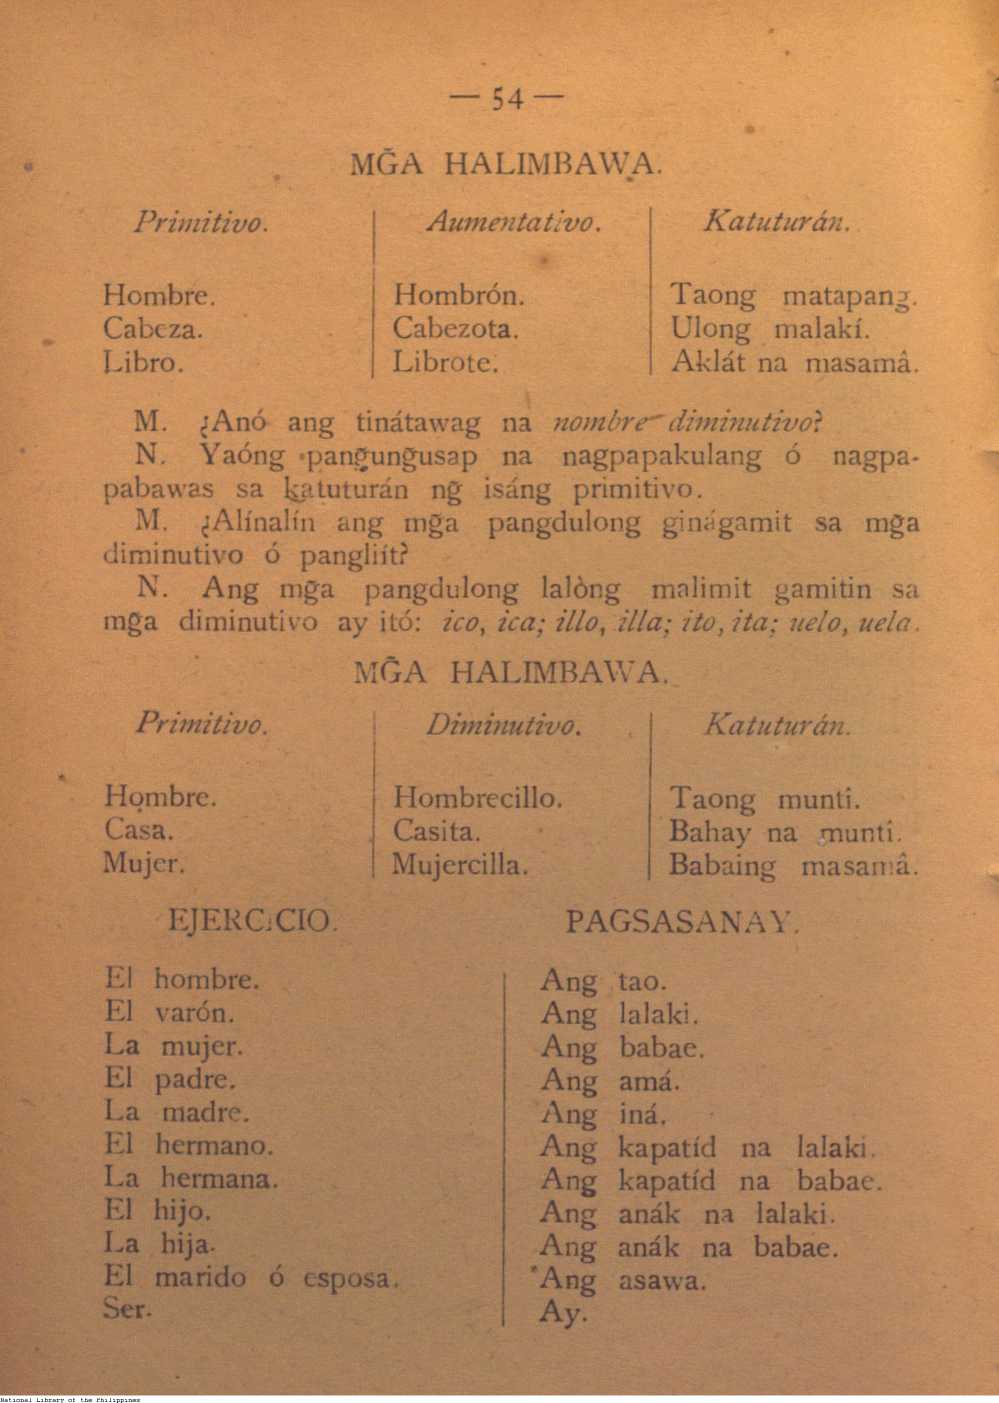 — 54 —
MG̃A HALIMBAWA.
Primitivo. Aumentativo. Katuturán.
Hombre. Hombrón. Taong matapang.
Cabeza. Cabezota. Ulong malakí.
Libro. Librote. Aklát na masamâ.
M. ¿Anó ang tinátawag na nombre diminutivo?
N. Yaóng pang̃ung̃usap na nagpapakulang ó nagpa-
pabawas sa katuturán ng̃ isáng primitivo.
M. ¿Alínalín ang mg̃a pangdulong ginágamit sa mg̃a
diminutivo ó pangliít?
N. Ang mg̃a pangdulong lalòng malimit gamitin sa
mg̃a diminutivo ay itó: ico, ica; illo, illa; ito, ita; uelo, uela.
MG̃A HALIMBAWA.
Primitivo. Diminutivo. Katuturán.
Hombre. Hombrecillo. Taong muntî.
Casa. Casita. Bahay na muntî.
Mujer. Mujercilla. Babaing masamâ.
EJERCICIO. PAGSASANAY.
El hombre. Ang tao.
El varón. Ang lalaki.
La mujer. Ang babae.
El padre. Ang amá.
La madre. Ang iná.
El hermano. Ang kapatíd na lalaki.
La hermana. Ang kapatíd na babae.
El hijo. Ang anák na lalaki.
La hija. Ang anák na babae.
El marido ó esposa. Ang asawa.
Ser. Ay.
National Library of the Philippines